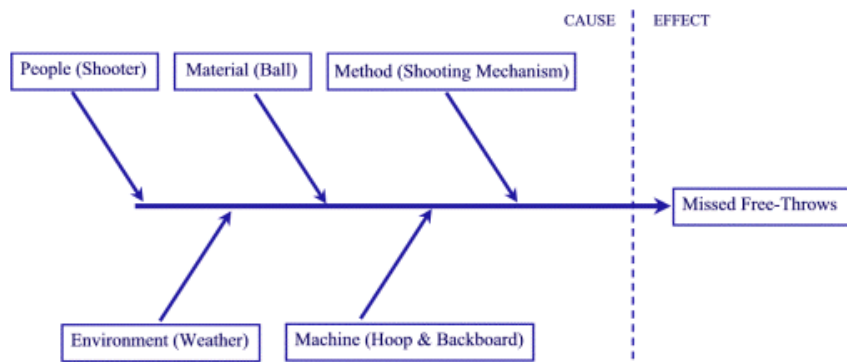 CAUSE
EFFECT
People (Shooter)
Material (Ball)
Method (Shooting Mechanism)
Missed Free-Throws
Environment (Weather)
Machine (Hoop & Backboard)